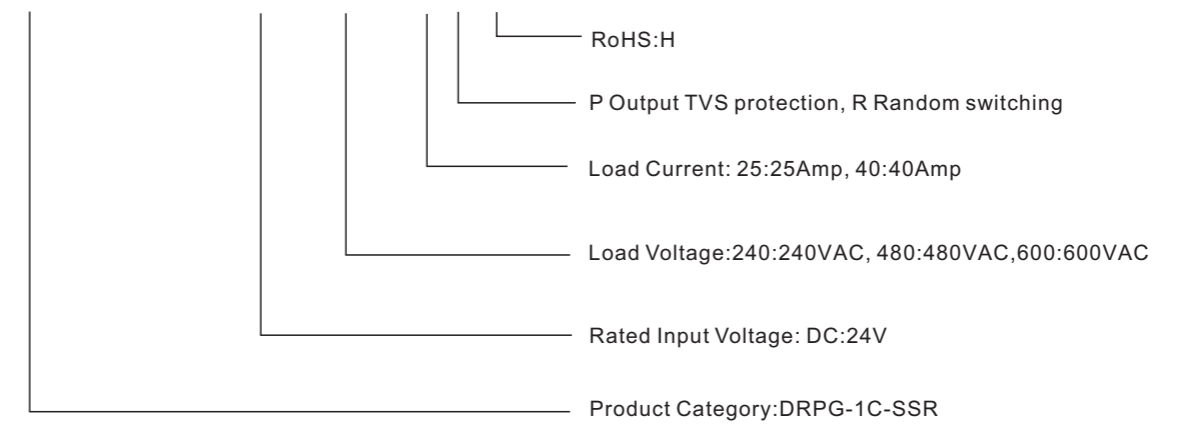 RoHS:H
P Output TVS protection, R Random switching
Load Current: 25:25Amp, 40:40Amp
Load Voltage:240:240VAC, 480:480VAC,600:600VAC
Rated Input Voltage: DC:24V
Product Category:DRPG-1C-SSR